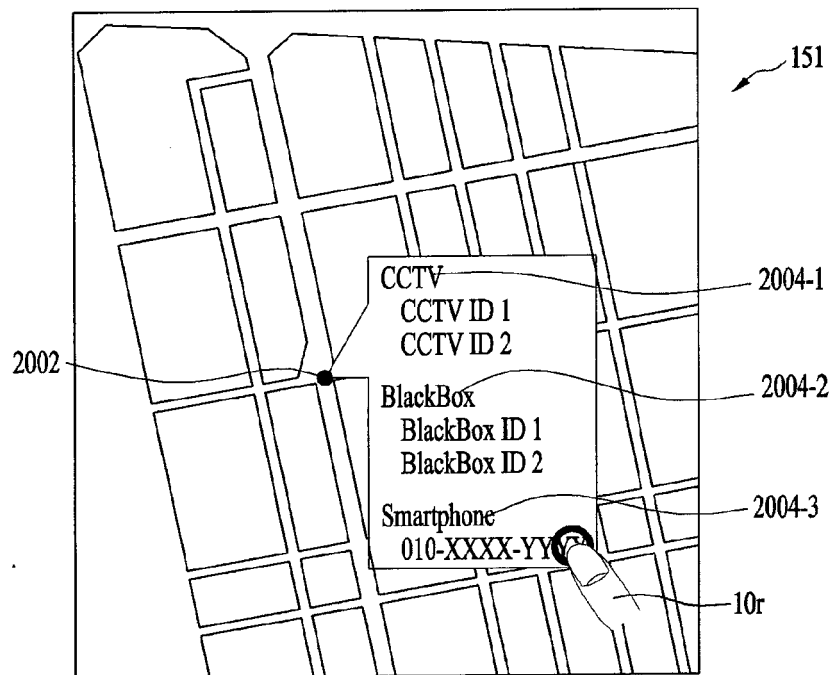 151
CCTV
2004-1
CCTV ID 1
CCTV ID 2
2002
BlackBox
2004-2
BlackBox ID 1
BlackBox ID 2
Smartphone
2004-3
010-XXXX-YYYY
10r